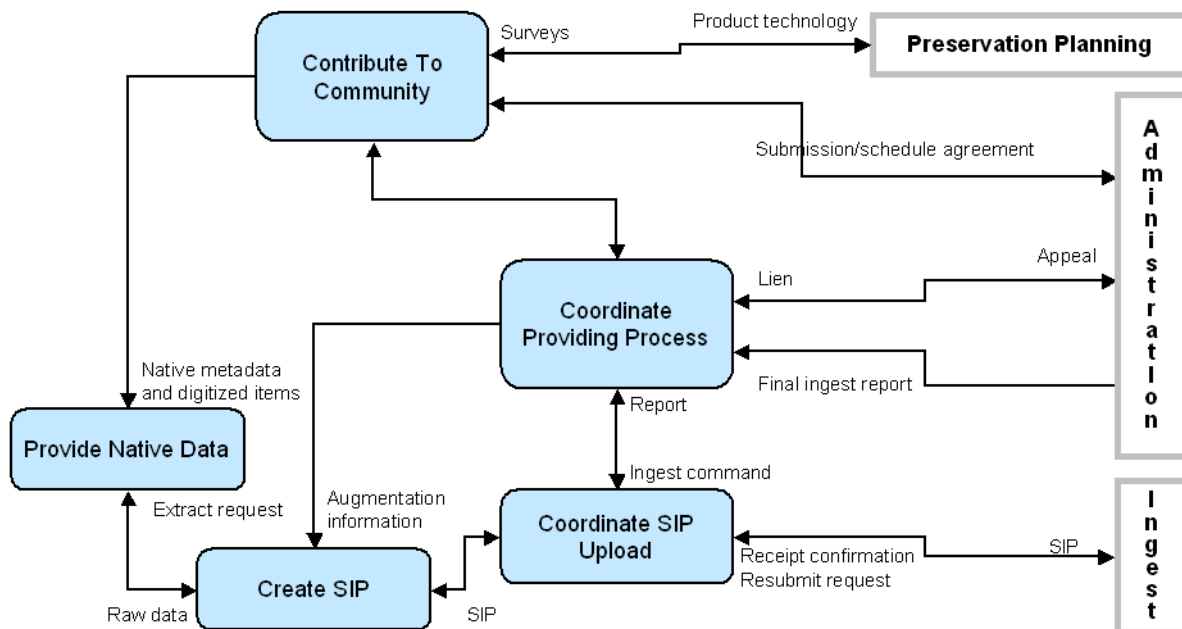 Surveys
Product technology
Preservation Planning
Contribute To
Community
Administration
Submission/schedule agreement
Lien
Appeal
Coordinate
Providing Process
Final ingest report
Native metadata
and digitized items
Report
Provide Native Data
Ingest command
Extract request
Augmentation
information
Coordinate SIP
Upload
Receipt confirmation
Resubmit request
SIP
Ingest
Create SIP
Raw data
SIP